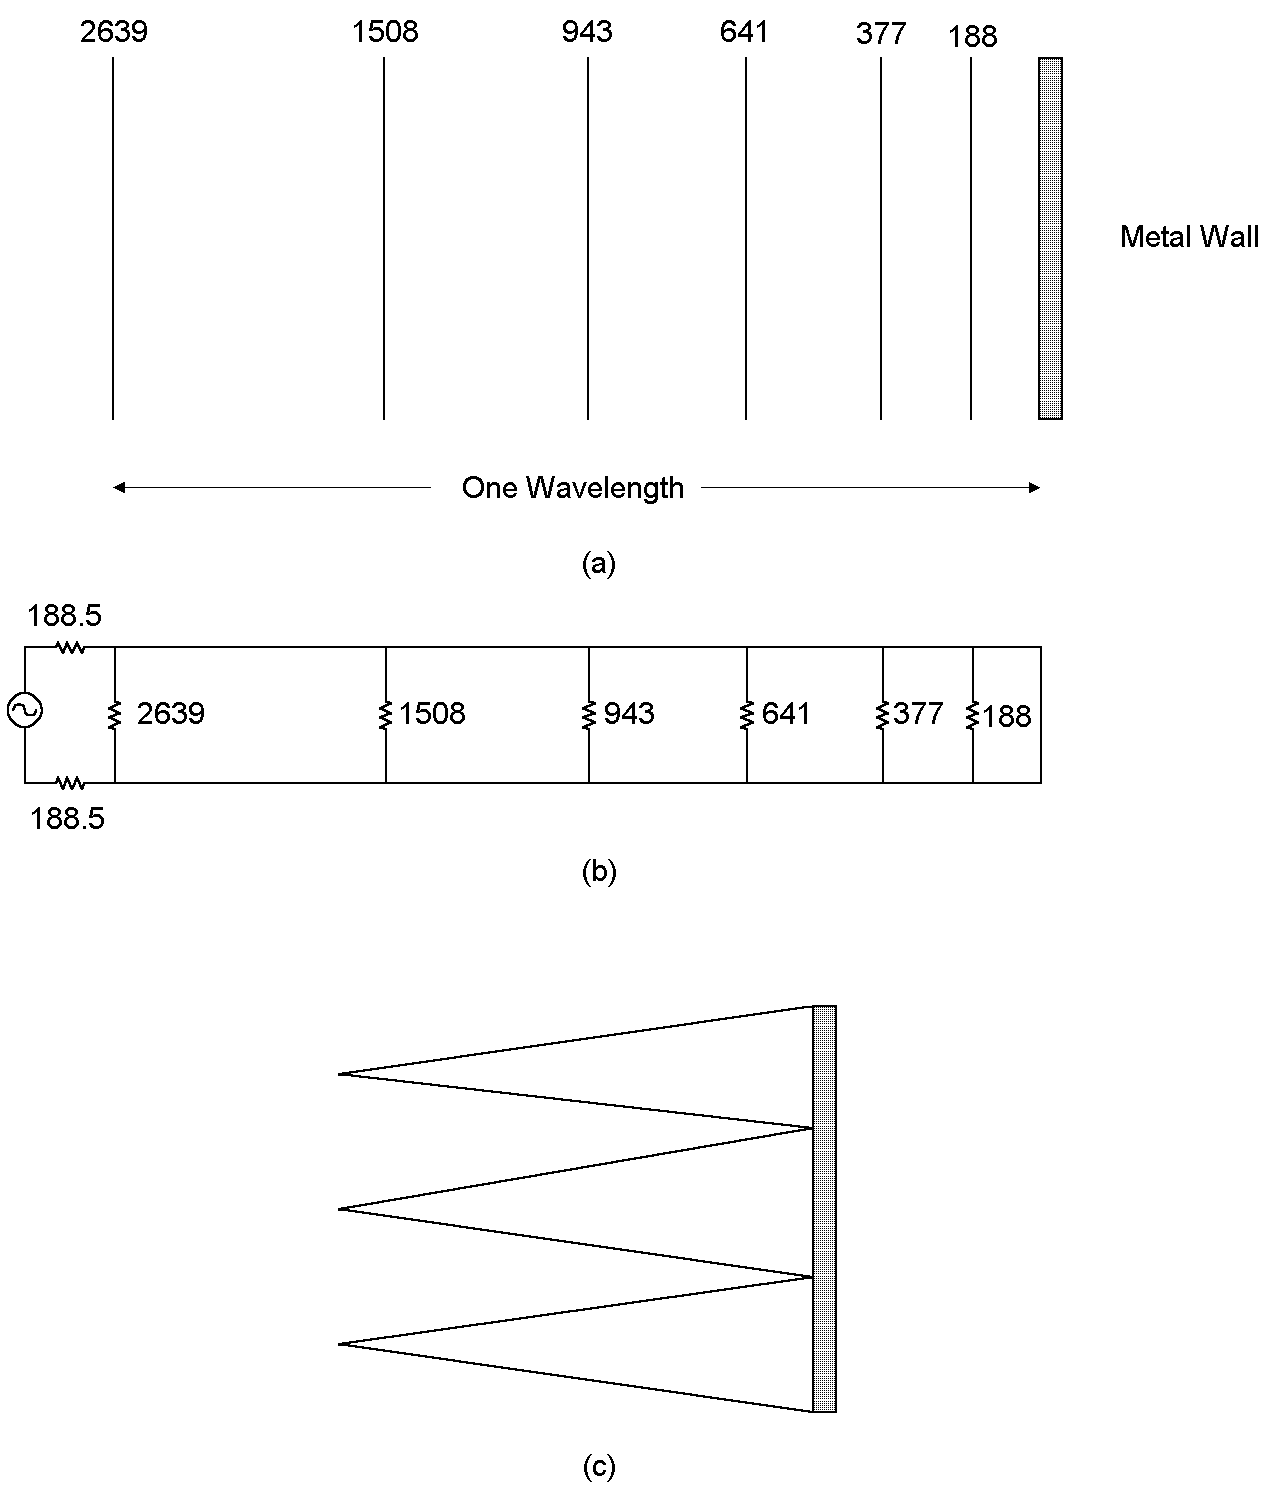 2639 1508 943 641 377 188
Metal Wall
One Wavelength
(a)
188.5
2639 1508 943 641 377 188
188.5
(b)
(c)